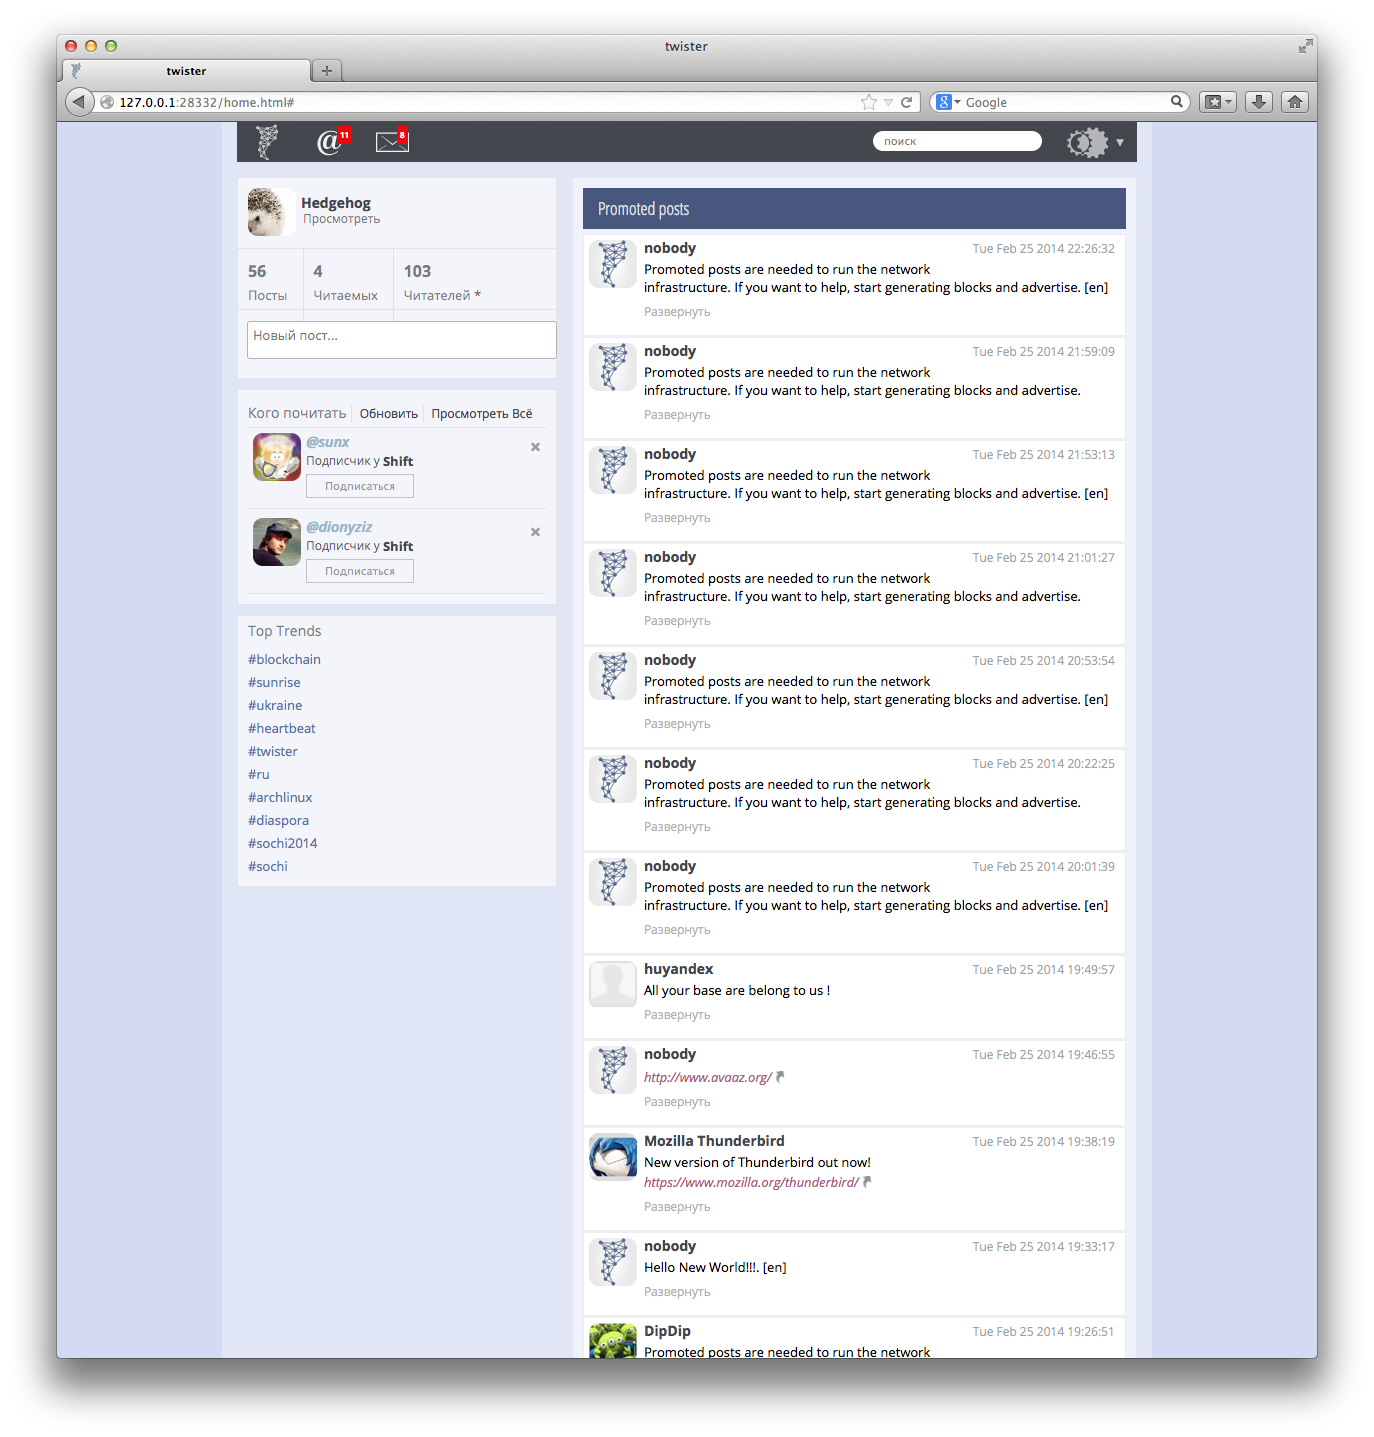 twister
twister
127.0.0.1:28332/home.html#
Google
11
8
поиск
Hedgehog
Просмотреть
56
4
103
Посты
Читаемых
Читателей *
Новый пост...
Кого почитать
Обновить
Просмотреть Всё
@sunx
Подписчик у Shift
Подписаться
@dionyziz
Подписчик у Shift
Подписаться
Top Trends
#blockchain
#sunrise
#ukraine
#heartbeat
#twister
#ru
#archlinux
#diaspora
#sochi2014
#sochi
Promoted posts
nobody
Tue Feb 25 2014 22:26:32
Promoted posts are needed to run the network
infrastructure. If you want to help, start generating blocks and advertise. [en]
Развернуть
nobody
Tue Feb 25 2014 21:59:09
Promoted posts are needed to run the network
infrastructure. If you want to help, start generating blocks and advertise.
Развернуть
nobody
Tue Feb 25 2014 21:53:13
Promoted posts are needed to run the network
infrastructure. If you want to help, start generating blocks and advertise. [en]
Развернуть
nobody
Tue Feb 25 2014 21:01:27
Promoted posts are needed to run the network
infrastructure. If you want to help, start generating blocks and advertise.
Развернуть
nobody
Tue Feb 25 2014 20:53:54
Promoted posts are needed to run the network
infrastructure. If you want to help, start generating blocks and advertise. [en]
Развернуть
nobody
Tue Feb 25 2014 20:22:25
Promoted posts are needed to run the network
infrastructure. If you want to help, start generating blocks and advertise.
Развернуть
nobody
Tue Feb 25 2014 20:01:39
Promoted posts are needed to run the network
infrastructure. If you want to help, start generating blocks and advertise. [en]
Развернуть
huyandex
Tue Feb 25 2014 19:49:57
All your base are belong to us !
Развернуть
nobody
Tue Feb 25 2014 19:46:55
http://www.avaaz.org/
Развернуть
Mozilla Thunderbird
Tue Feb 25 2014 19:38:19
New version of Thunderbird out now!
https://www.mozilla.org/thunderbird/
Развернуть
nobody
Tue Feb 25 2014 19:33:17
Hello New World!!!. [en]
Развернуть
DipDip
Tue Feb 25 2014 19:26:51
Promoted posts are needed to run the network